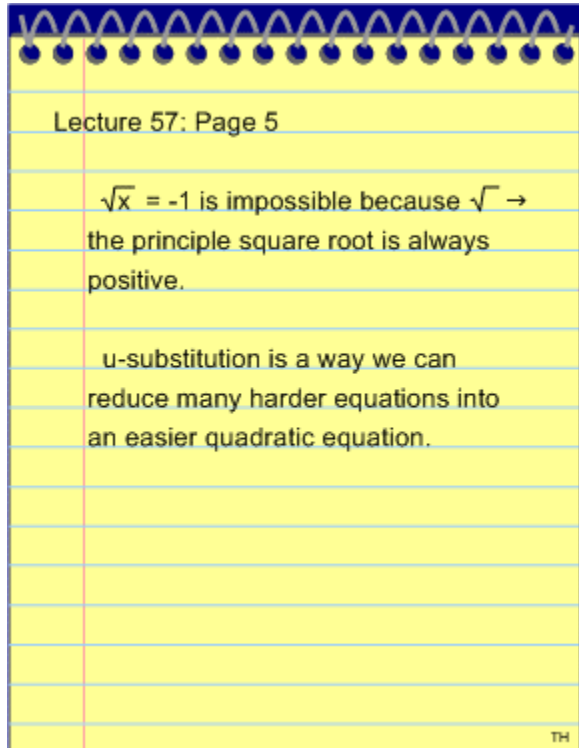 Lecture 57: Page 5
√x = -1 is impossible because √ →
the principle square root is always
positive.
u-substitution is a way we can
reduce many harder equations into
an easier quadratic equation.
TH